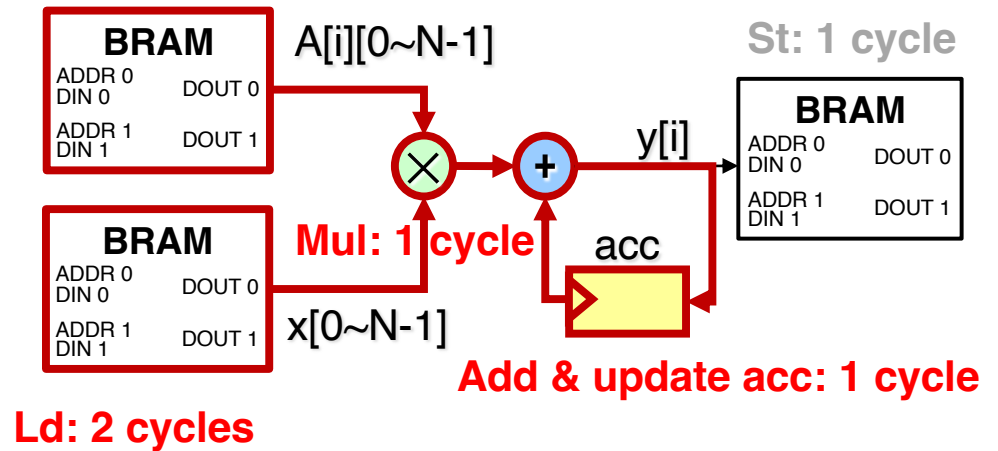 BRAM
ADDR 0
DIN 0
DOUT 0
ADDR 1
DIN 1
DOUT 1
A[i][0~N-1]
St: 1 cycle
×
+
y[i]
BRAM
ADDR 0
DIN 0
DOUT 0
ADDR 1
DIN 1
DOUT 1
BRAM
ADDR 0
DIN 0
DOUT 0
ADDR 1
DIN 1
DOUT 1
Mul: 1 cycle
acc
x[0~N-1]
Add & update acc: 1 cycle
Ld: 2 cycles